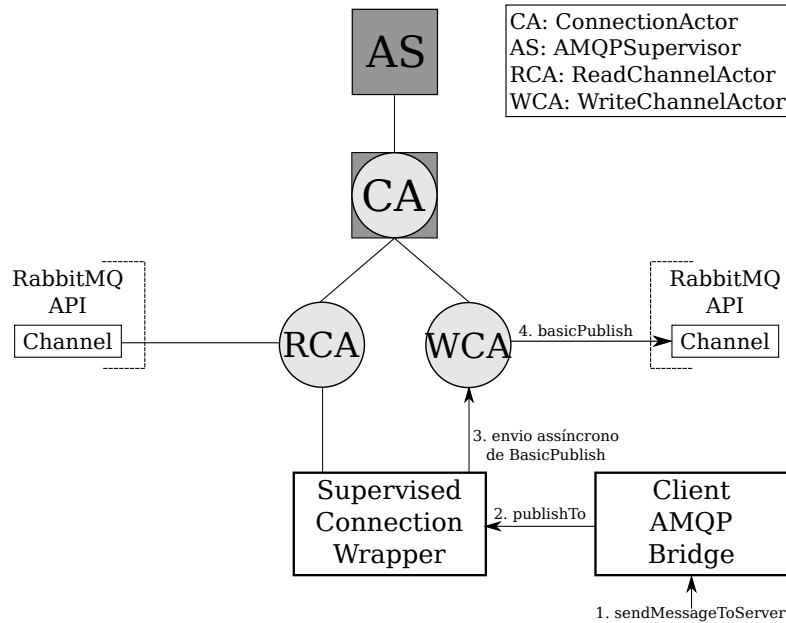 AS
CA: ConnectionActor
AS: AMQPSupervisor
RCA: ReadChannelActor
WCA: WriteChannelActor
CA
RabbitMQ
API
Channel
RCA
WCA
4. basicPublish
RabbitMQ
API
Channel
3. envio assíncrono
de BasicPublish
Supervised
Connection
Wrapper
2. publishTo
Client
AMQP
Bridge
1. sendMessageToServer